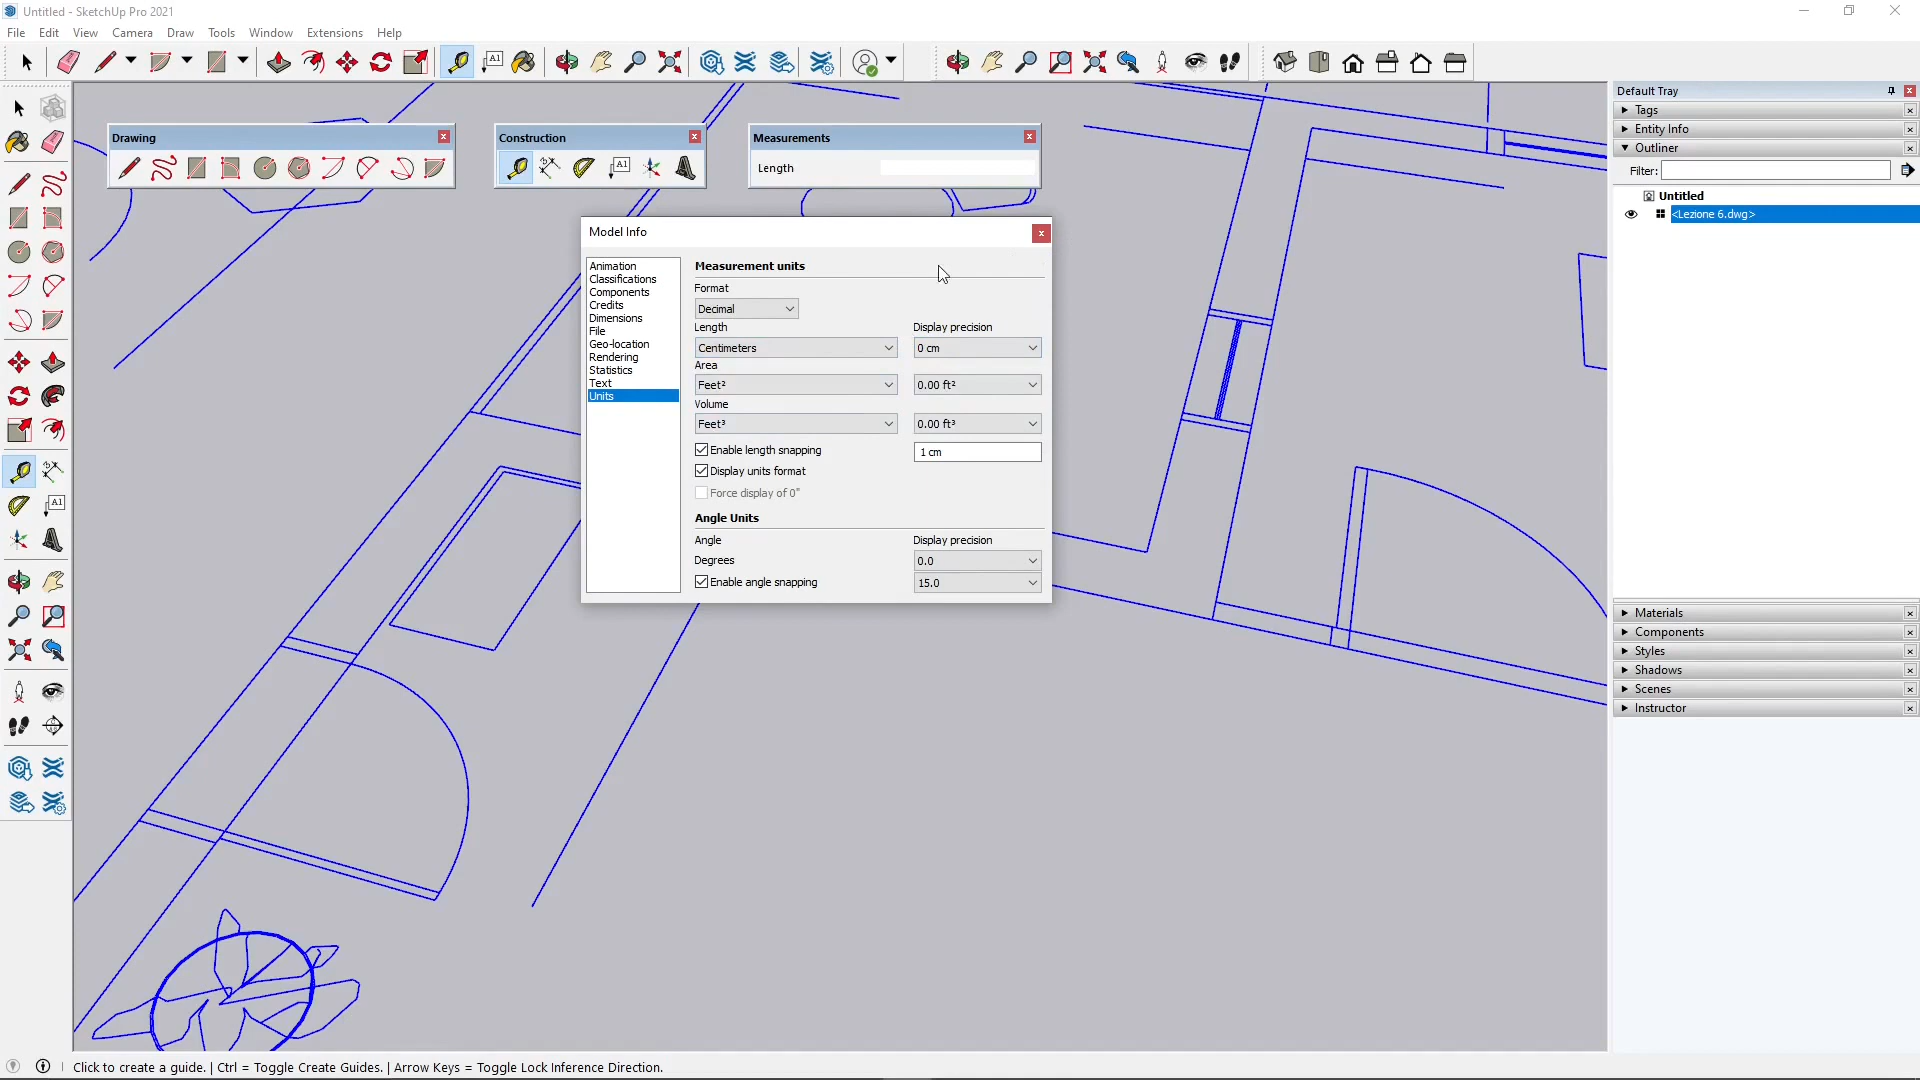 Untitled - SketchUp Pro 2021
File Edit View Camera Draw Tools Window Extensions Help
A1
Default Tray
Tags
Entity Info
Outliner
Filter:
Untitled
<Lezione 6.dwg>
Drawing
Construction
A1
Measurements
Length
Model Info
Animation
Classifications
Components
Credits
Dimensions
File
Geo-location
Rendering
Statistics
Text
Units
Measurement units
Format
Decimal
Length Display precision
Centimeters 0 cm
Area
Feet² 0.00 ft²
Volume
Feet³ 0.00 ft³
Enable length snapping 1 cm
Display units format
Force display of 0"
Angle Units
Angle Display precision
Degrees 0.0
Enable angle snapping 15.0
A1
Materials
Components
Styles
Shadows
Scenes
Instructor
Click to create a guide. | Ctrl = Toggle Create Guides. | Arrow Keys = Toggle Lock Inference Direction.